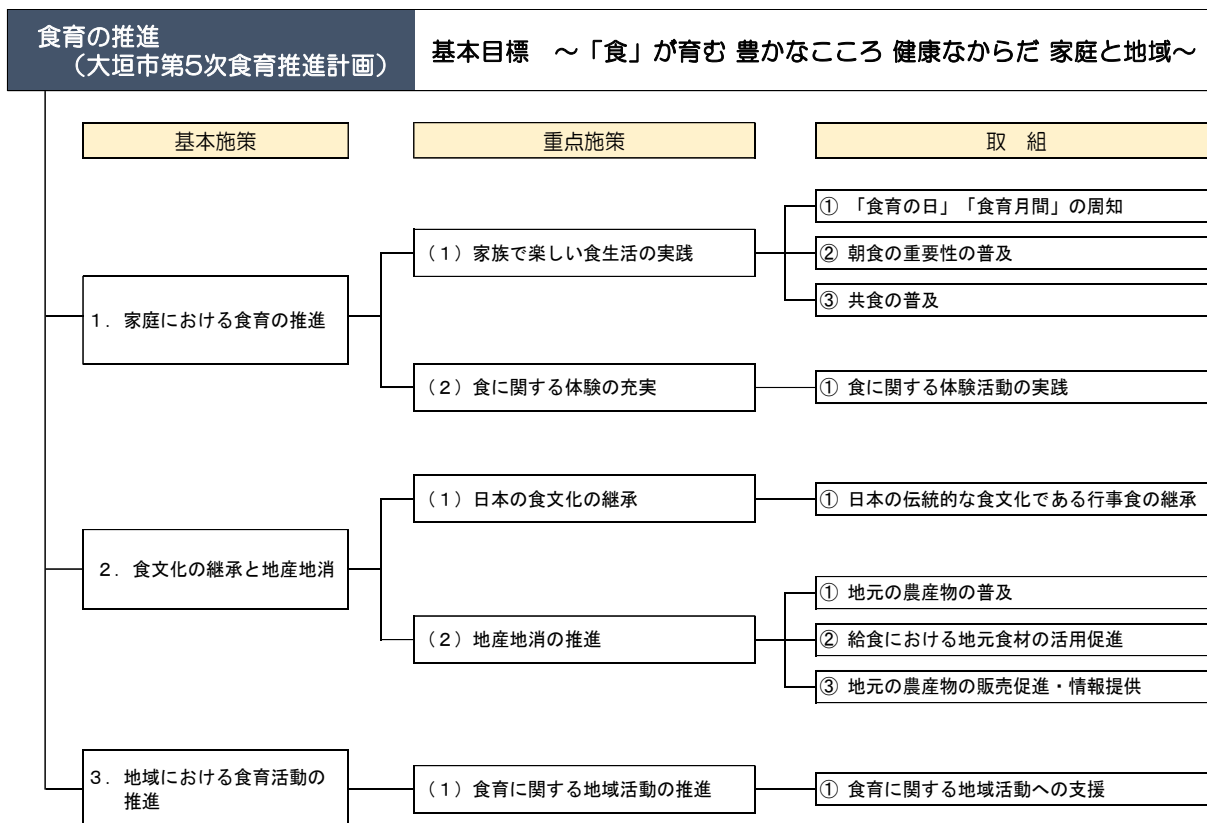 食育の推進
（大垣市第5次食育推進計画）
基本目標　～「食」が育む 豊かなこころ 健康なからだ 家庭と地域～
基本施策
重点施策
取　組
１．家庭における食育の推進
（１）家族で楽しい食生活の実践
① 「食育の日」「食育月間」の周知
② 朝食の重要性の普及
③ 共食の普及
（２）食に関する体験の充実
① 食に関する体験活動の実践
２．食文化の継承と地産地消
（１）日本の食文化の継承
① 日本の伝統的な食文化である行事食の継承
（２）地産地消の推進
① 地元の農産物の普及
② 給食における地元食材の活用促進
③ 地元の農産物の販売促進・情報提供
３．地域における食育活動の
推進
（１）食育に関する地域活動の推進
① 食育に関する地域活動への支援